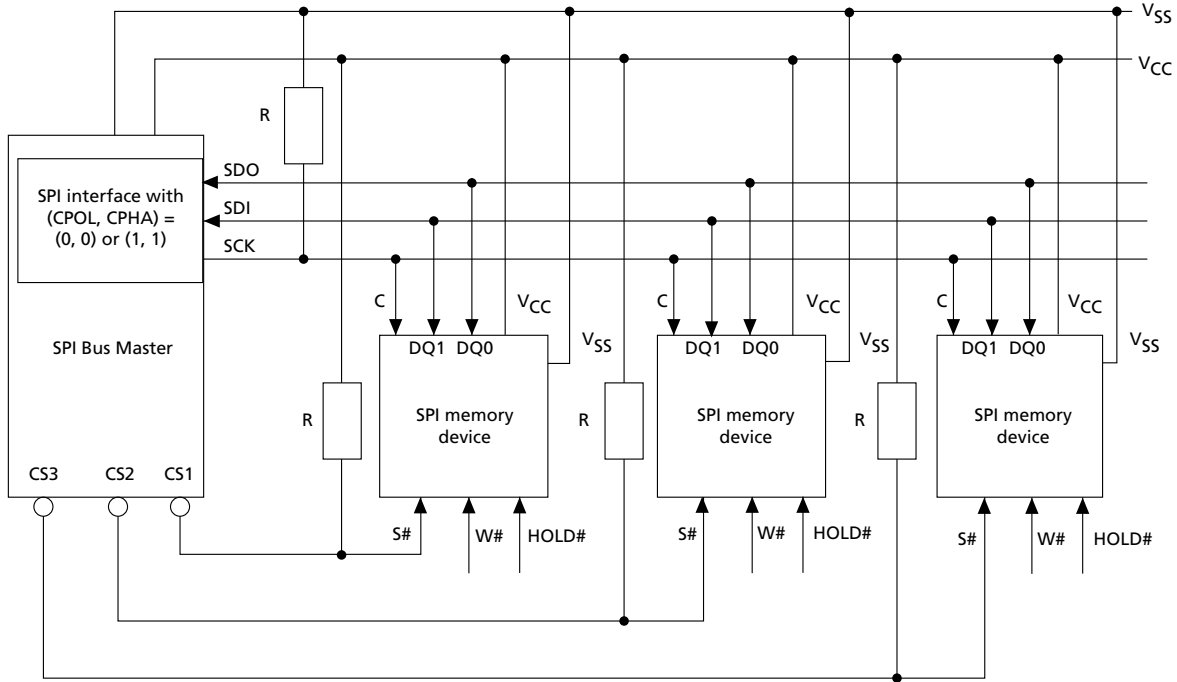 VSS
VCC
R
SDO
SPI interface with
(CPOL, CPHA) =
(0, 0) or (1, 1)
SDI
SCK
C
VCC
C
VCC
C
VCC
SPI Bus Master
DQ1 DQ0
VSS
DQ1 DQ0
VSS
DQ1 DQ0
VSS
R
SPI memory
device
R
SPI memory
device
R
SPI memory
device
CS3
CS2
CS1
S#
W#
HOLD#
S#
W#
HOLD#
S#
W#
HOLD#